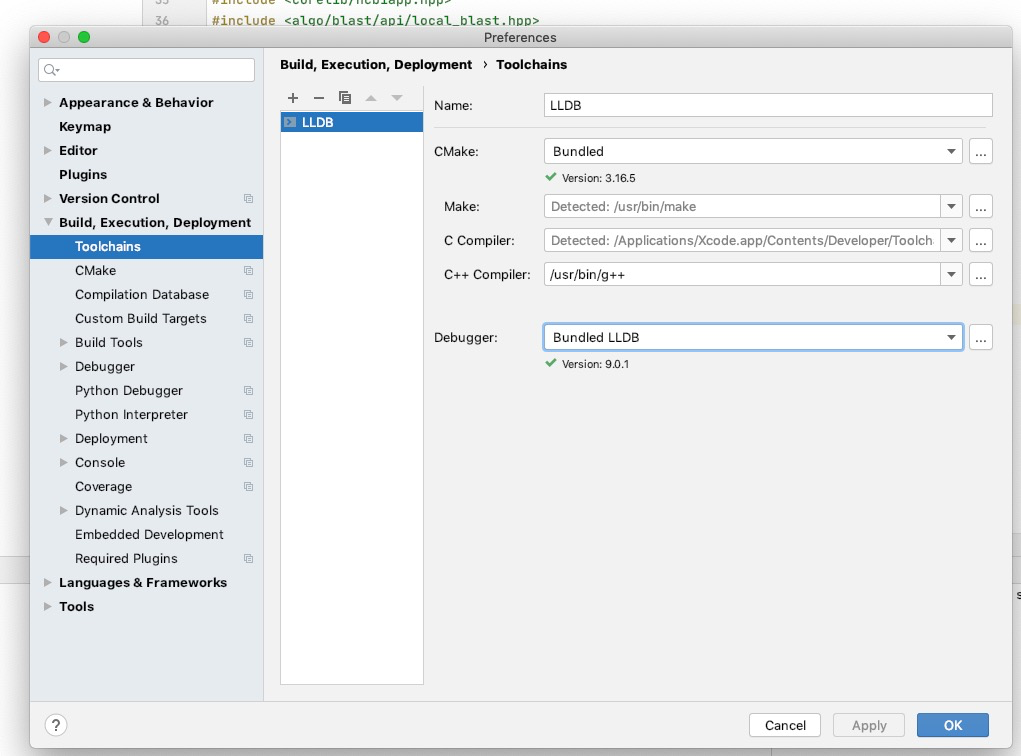 35 #include <corelib/ncbiapp.hpp>
36 #include <algo/blast/api/local_blast.hpp>
Preferences
Build, Execution, Deployment › Toolchains
Appearance & Behavior
Keymap
Editor
Plugins
Version Control
Build, Execution, Deployment
Toolchains
CMake
Compilation Database
Custom Build Targets
Build Tools
Debugger
Python Debugger
Python Interpreter
Deployment
Console
Coverage
Dynamic Analysis Tools
Embedded Development
Required Plugins
Languages & Frameworks
Tools
LLDB
Name: LLDB
CMake: Bundled ...
Version: 3.16.5
Make: Detected: /usr/bin/make ...
C Compiler: Detected: /Applications/Xcode.app/Contents/Developer/Toolch ...
C++ Compiler: /usr/bin/g++ ...
Debugger: Bundled LLDB ...
Version: 9.0.1
? Cancel Apply OK